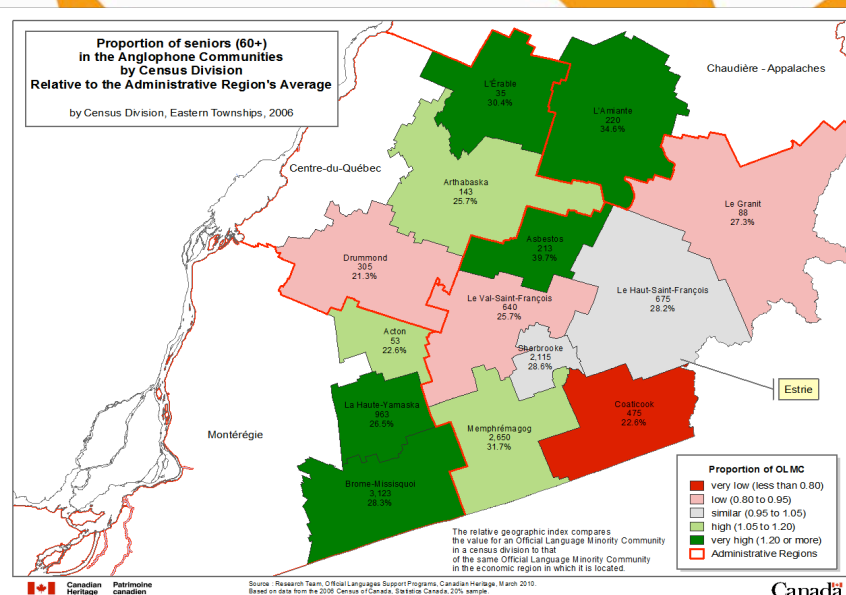 Proportion of seniors (60+)
in the Anglophone Communities
by Census Division
Relative to the Administrative Region's Average
by Census Division, Eastern Townships, 2006
Chaudière - Appalaches
Centre-du-Québec
Montérégie
Estrie
L'Érable
35
30.4%
L'Amiante
220
34.6%
Arthabaska
143
25.7%
Le Granit
88
27.3%
Asbestos
213
39.7%
Drummond
305
21.3%
Le Val-Saint-François
640
25.7%
Le Haut-Saint-François
675
28.2%
Acton
53
22.6%
Sherbrooke
2,115
28.6%
La Haute-Yamaska
963
26.5%
Memphrémagog
2,650
31.7%
Coaticook
475
22.6%
Brome-Missisquoi
3,123
28.3%
Proportion of OLMC
very low (less than 0.80)
low (0.80 to 0.95)
similar (0.95 to 1.05)
high (1.05 to 1.20)
very high (1.20 or more)
Administrative Regions
The relative geographic index compares
the value for an Official Language Minority Community
in a census division to that
of the same Official Language Minority Community
in the economic region in which it is located.
Canadian Patrimoine
Heritage canadien
Source : Research Team, Official Languages Support Programs, Canadian Heritage, March 2010.
Based on data from the 2006 Census of Canada, Statistics Canada, 20% sample.
Canada